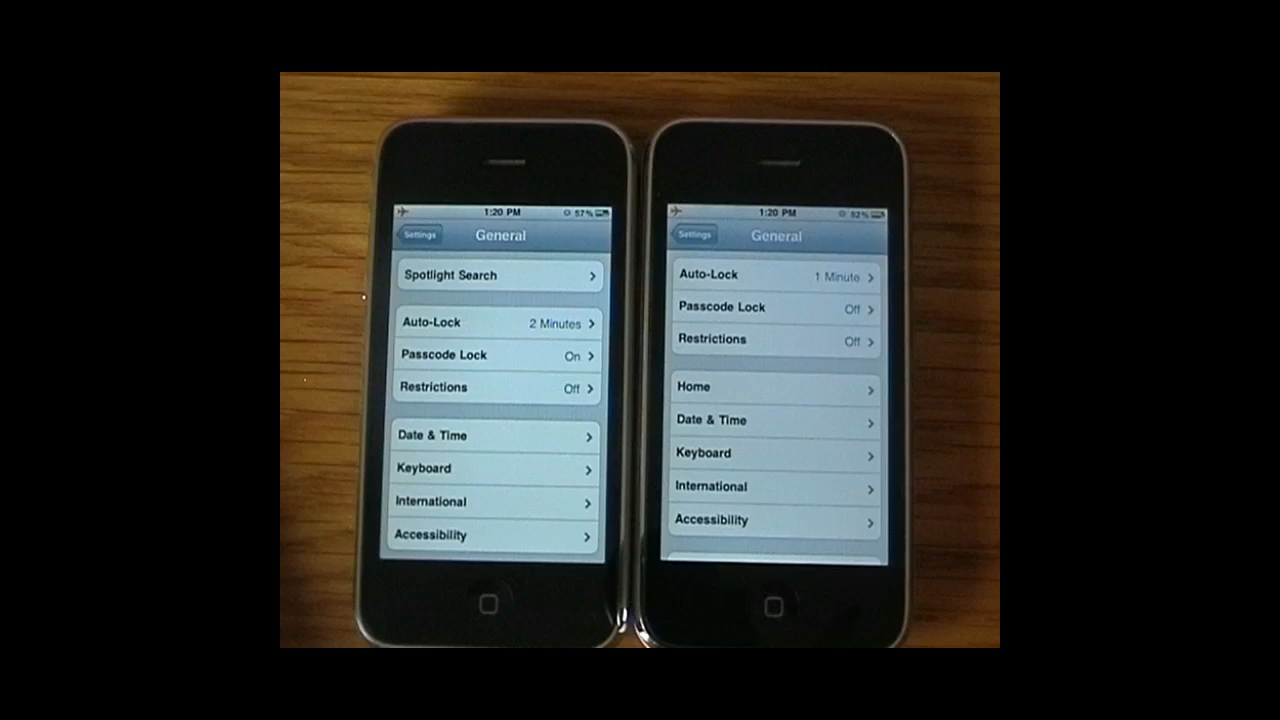 1:20 PM 57%
Settings General
Spotlight Search
Auto-Lock 2 Minutes
Passcode Lock On
Restrictions Off
Date & Time
Keyboard
International
Accessibility
1:20 PM 82%
Settings General
Auto-Lock 1 Minute
Passcode Lock Off
Restrictions Off
Home
Date & Time
Keyboard
International
Accessibility